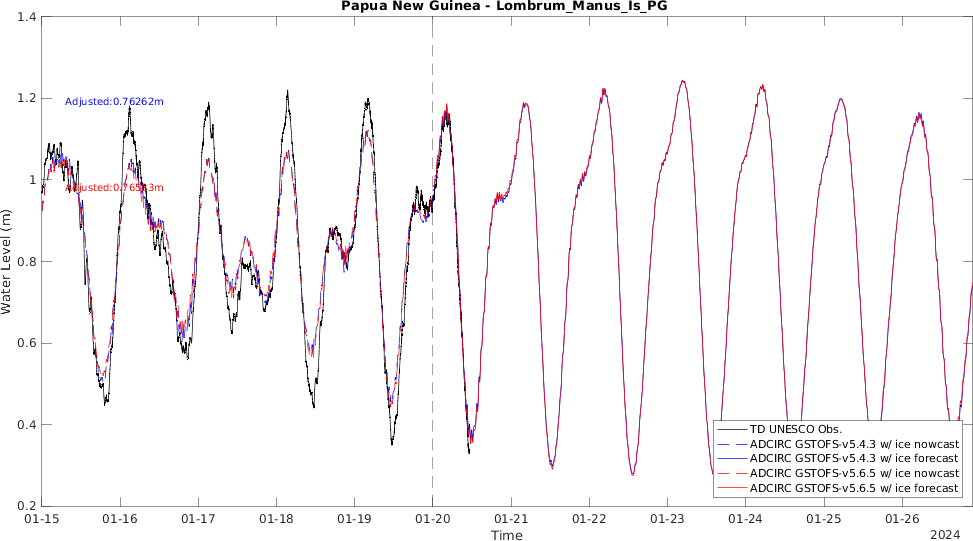 Papua New Guinea - Lombrum_Manus_Is_PG
1.4
1.2
1
0.8
0.6
0.4
0.2
Water Level (m)
Adjusted:0.76262m
TD UNESCO Obs.
ADCIRC GSTOFS-v5.4.3 w/ ice nowcast
ADCIRC GSTOFS-v5.4.3 w/ ice forecast
ADCIRC GSTOFS-v5.6.5 w/ ice nowcast
ADCIRC GSTOFS-v5.6.5 w/ ice forecast
01-15 01-16 01-17 01-18 01-19 01-20 01-21 01-22 01-23 01-24 01-25 01-26
Time
2024